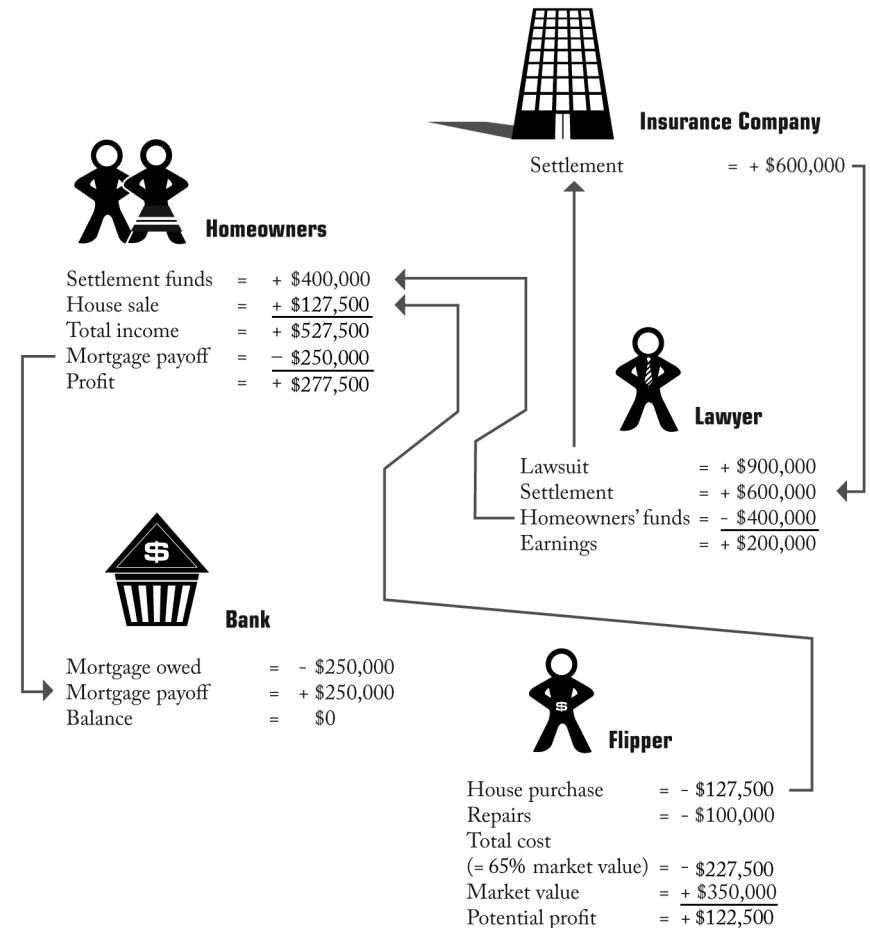 Insurance Company
Settlement = + $600,000
Homeowners
Settlement funds = + $400,000
House sale = + $127,500
Total income = + $527,500
Mortgage payoff = – $250,000
Profit = + $277,500
Lawyer
Lawsuit = + $900,000
Settlement = + $600,000
Homeowners’ funds = - $400,000
Earnings = + $200,000
$
Bank
Mortgage owed = - $250,000
Mortgage payoff = + $250,000
Balance = $0
$
Flipper
House purchase = - $127,500
Repairs = - $100,000
Total cost
(= 65% market value) = - $227,500
Market value = + $350,000
Potential profit = + $122,500